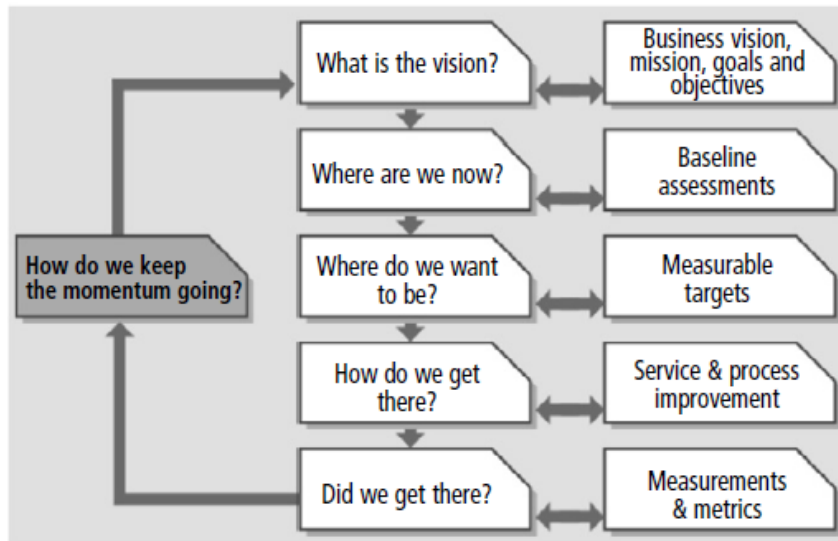 What is the vision?
Business vision,
mission, goals and
objectives
Where are we now?
Baseline
assessments
How do we keep
the momentum going?
Where do we want
to be?
Measurable
targets
How do we get
there?
Service & process
improvement
Did we get there?
Measurements
& metrics